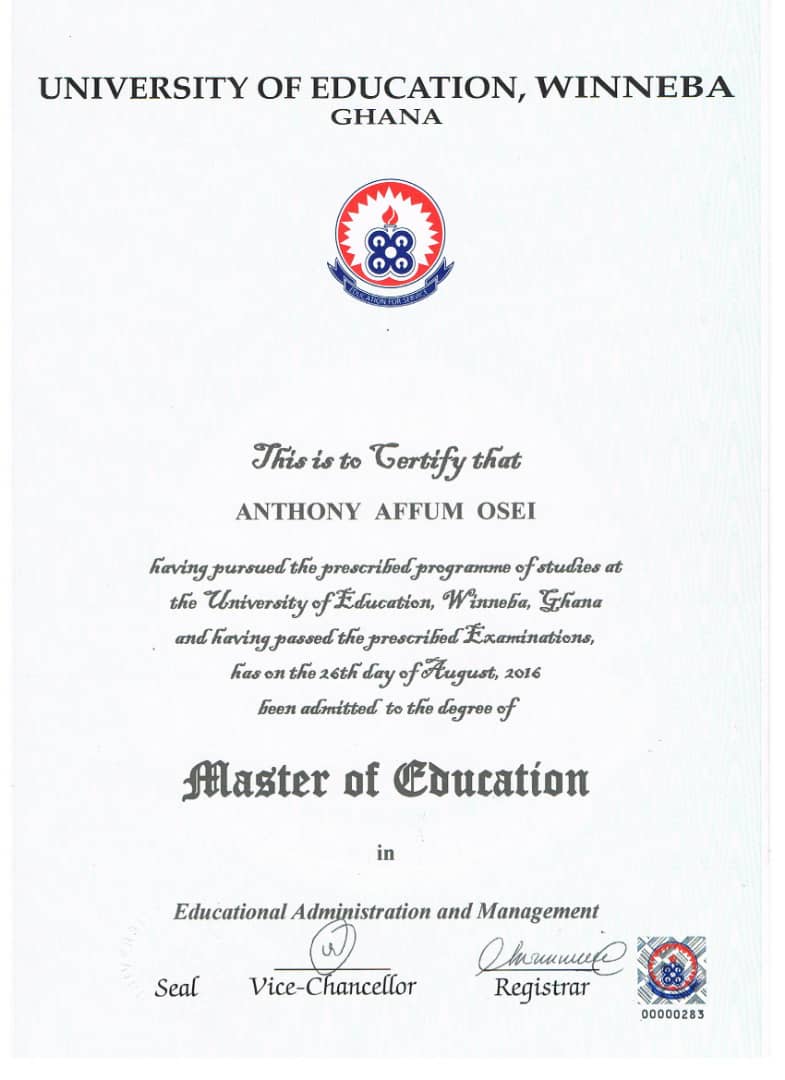 UNIVERSITY OF EDUCATION, WINNEBA
GHANA
EDUCATION FOR SERVICE
This is to Certify that
ANTHONY AFFUM OSEI
having pursued the prescribed programme of studies at
the University of Education, Winneba, Ghana
and having passed the prescribed Examinations,
has on the 26th day of August, 2016
been admitted to the degree of
Master of Education
in
Educational Administration and Management
Seal Vice-Chancellor Registrar
00000283